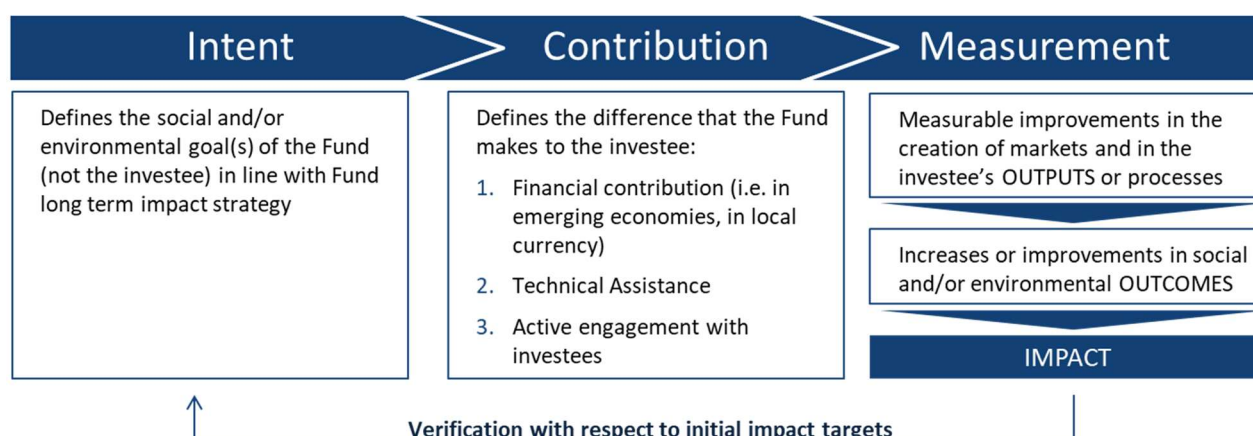 Intent
Contribution
Measurement
Defines the social and/or
environmental goal(s) of the Fund
(not the investee) in line with Fund
long term impact strategy
Defines the difference that the Fund
makes to the investee:
1. Financial contribution (i.e. in
emerging economies, in local
currency)
2. Technical Assistance
3. Active engagement with
investees
Measurable improvements in the
creation of markets and in the
investee's OUTPUTS or processes
Increases or improvements in social
and/or environmental OUTCOMES
IMPACT
Verification with respect to initial impact targets